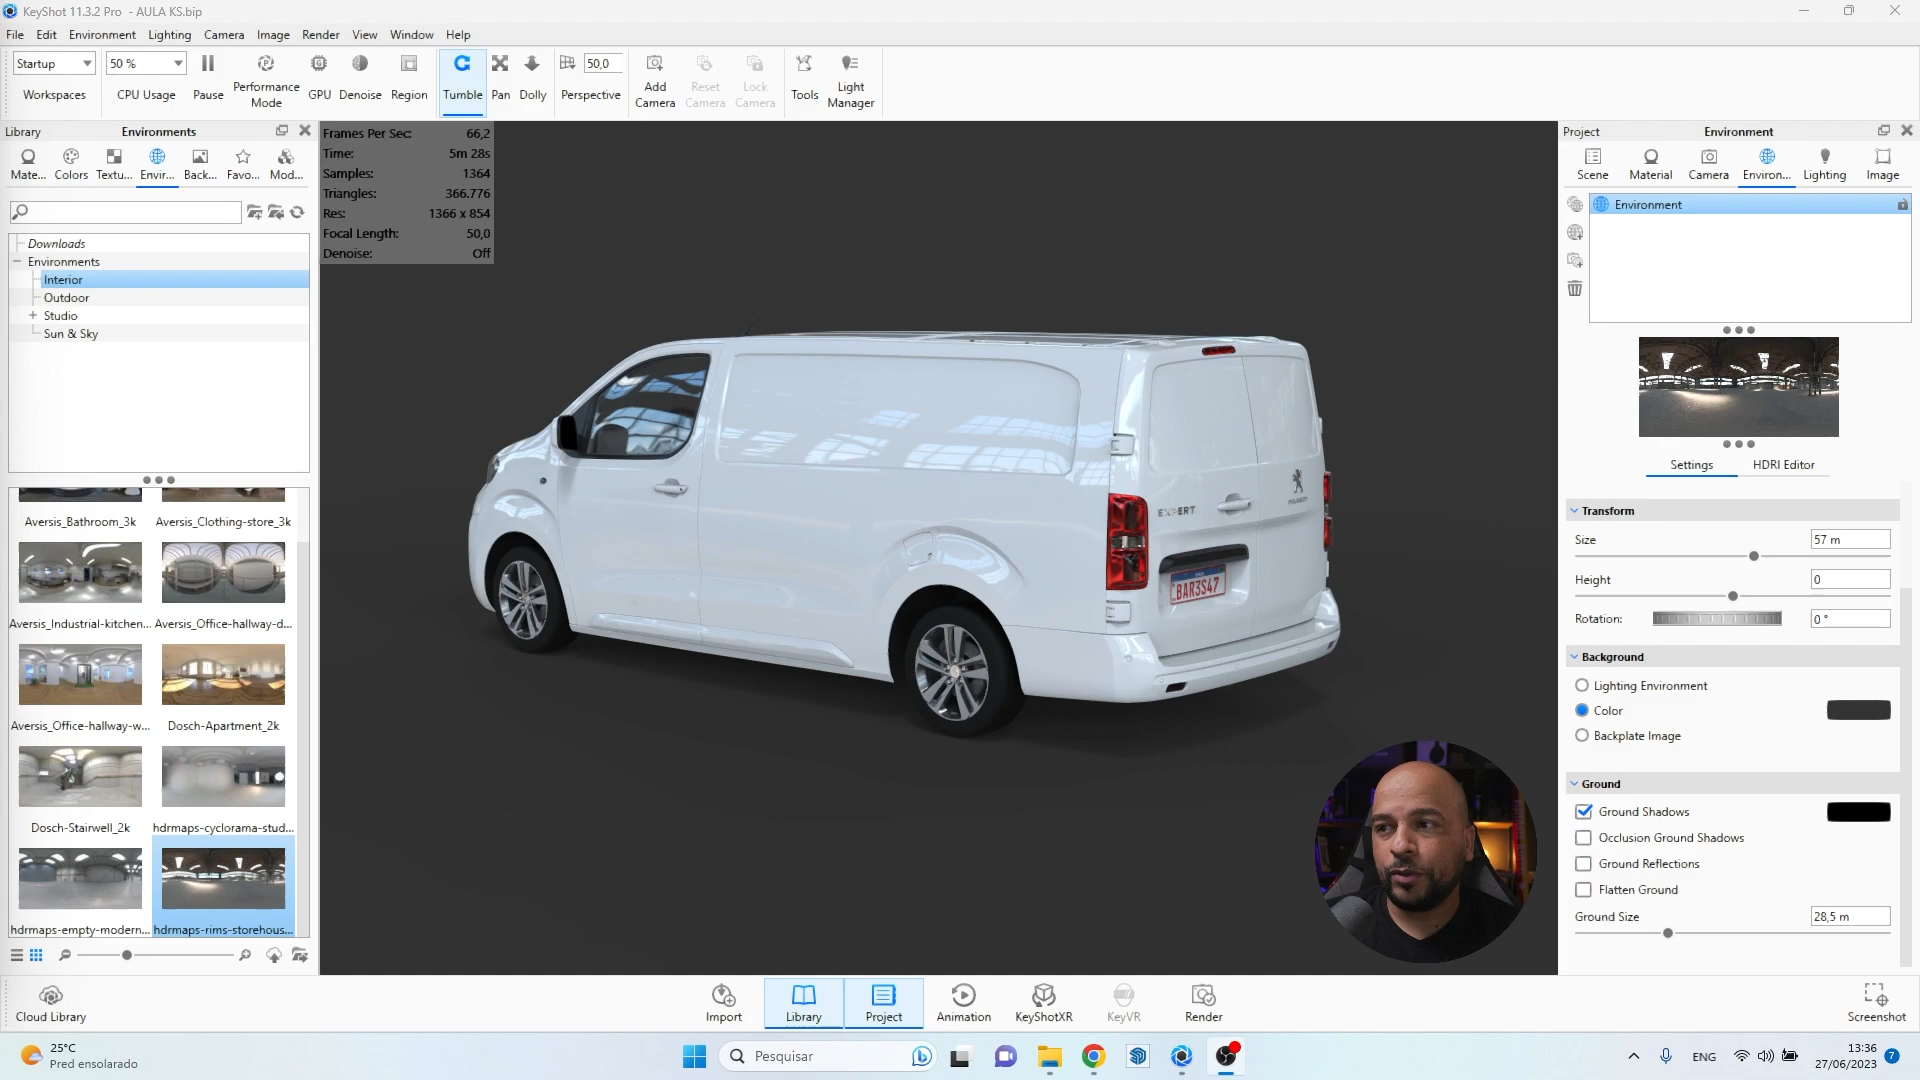 KeyShot 11.3.2 Pro - AULA KS.bip
File Edit Environment Lighting Camera Image Render View Window Help
Startup
50 %
50,0
Workspaces
CPU Usage
Pause
Performance Mode
GPU
Denoise
Region
Tumble
Pan
Dolly
Perspective
Add Camera
Reset Camera
Lock Camera
Tools
Light Manager
Library
Environments
Mate... Colors Textu... Envir... Back... Favo... Mod...
Downloads
Environments
Interior
Outdoor
Studio
Sun & Sky
Aversis_Bathroom_3k
Aversis_Clothing-store_3k
Aversis_Industrial-kitchen...
Aversis_Office-hallway-d...
Aversis_Office-hallway-w...
Dosch-Apartment_2k
Dosch-Stairwell_2k
hdrmaps-cyclorama-stud...
hdrmaps-empty-modern...
hdrmaps-rims-storehous...
Frames Per Sec: 66,2
Time: 5m 28s
Samples: 1364
Triangles: 366.776
Res: 1366 x 854
Focal Length: 50,0
Denoise: Off
EXPERT
PEUGEOT
BAR3S47
Project
Environment
Scene Material Camera Environ... Lighting Image
Environment
Settings
HDRI Editor
Transform
Size 57 m
Height 0
Rotation: 0 °
Background
Lighting Environment
Color
Backplate Image
Ground
Ground Shadows
Occlusion Ground Shadows
Ground Reflections
Flatten Ground
Ground Size 28,5 m
Cloud Library
Import
Library
Project
Animation
KeyShotXR
KeyVR
Render
Screenshot
25°C
Pred ensolarado
Pesquisar
ENG
13:36
27/06/2023
7